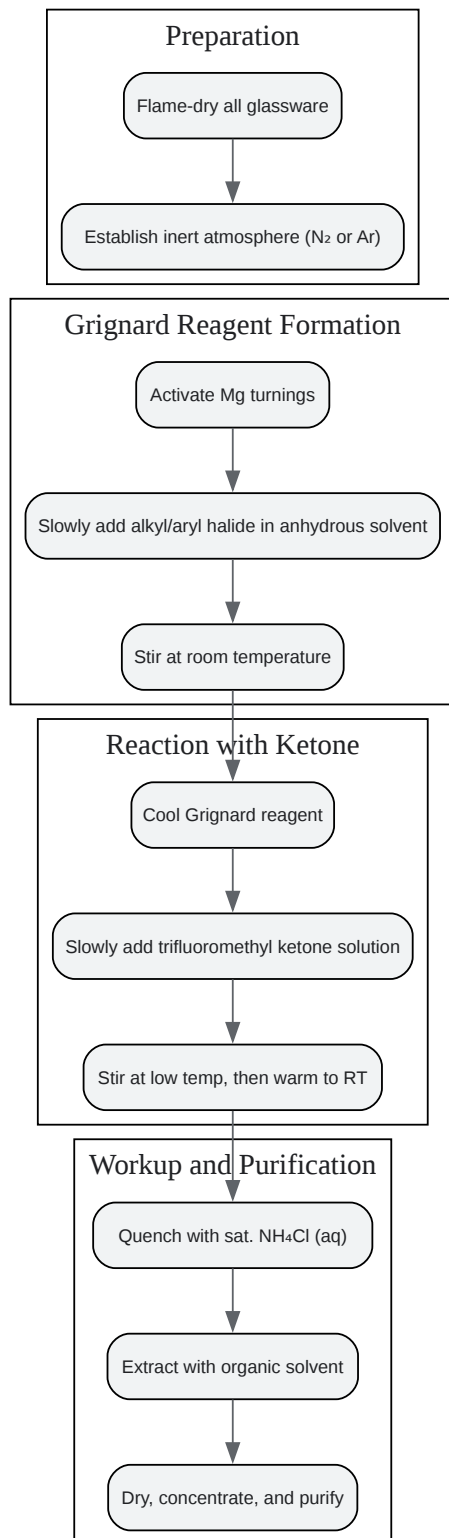 Preparation
Flame-dry all glassware
Establish inert atmosphere (N₂ or Ar)
Grignard Reagent Formation
Activate Mg turnings
Slowly add alkyl/aryl halide in anhydrous solvent
Stir at room temperature
Reaction with Ketone
Cool Grignard reagent
Slowly add trifluoromethyl ketone solution
Stir at low temp, then warm to RT
Workup and Purification
Quench with sat. NH₄Cl (aq)
Extract with organic solvent
Dry, concentrate, and purify